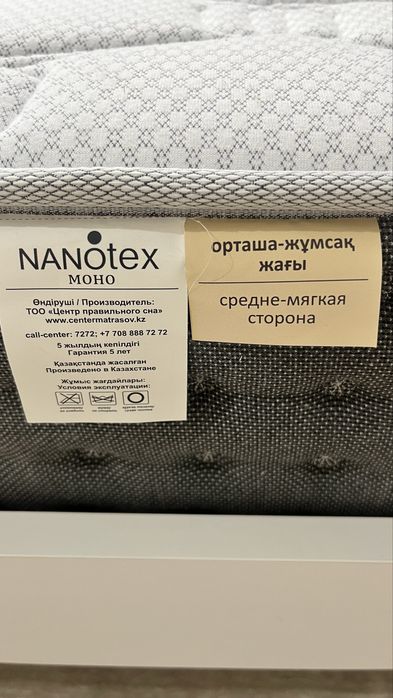 NANOtex
МОНО
Өндіруші / Производитель:
ТОО «Центр правильного сна»
www.centermatrasov.kz
call-center: 7272; +7 708 888 72 72
5 жылдың кепілдігі
Гарантия 5 лет
Қазақстанда жасалған
Произведено в Казахстане
Жұмыс жағдайлары:
Условия эксплуатации:
орташа-жұмсақ
жағы
средне-мягкая
сторона